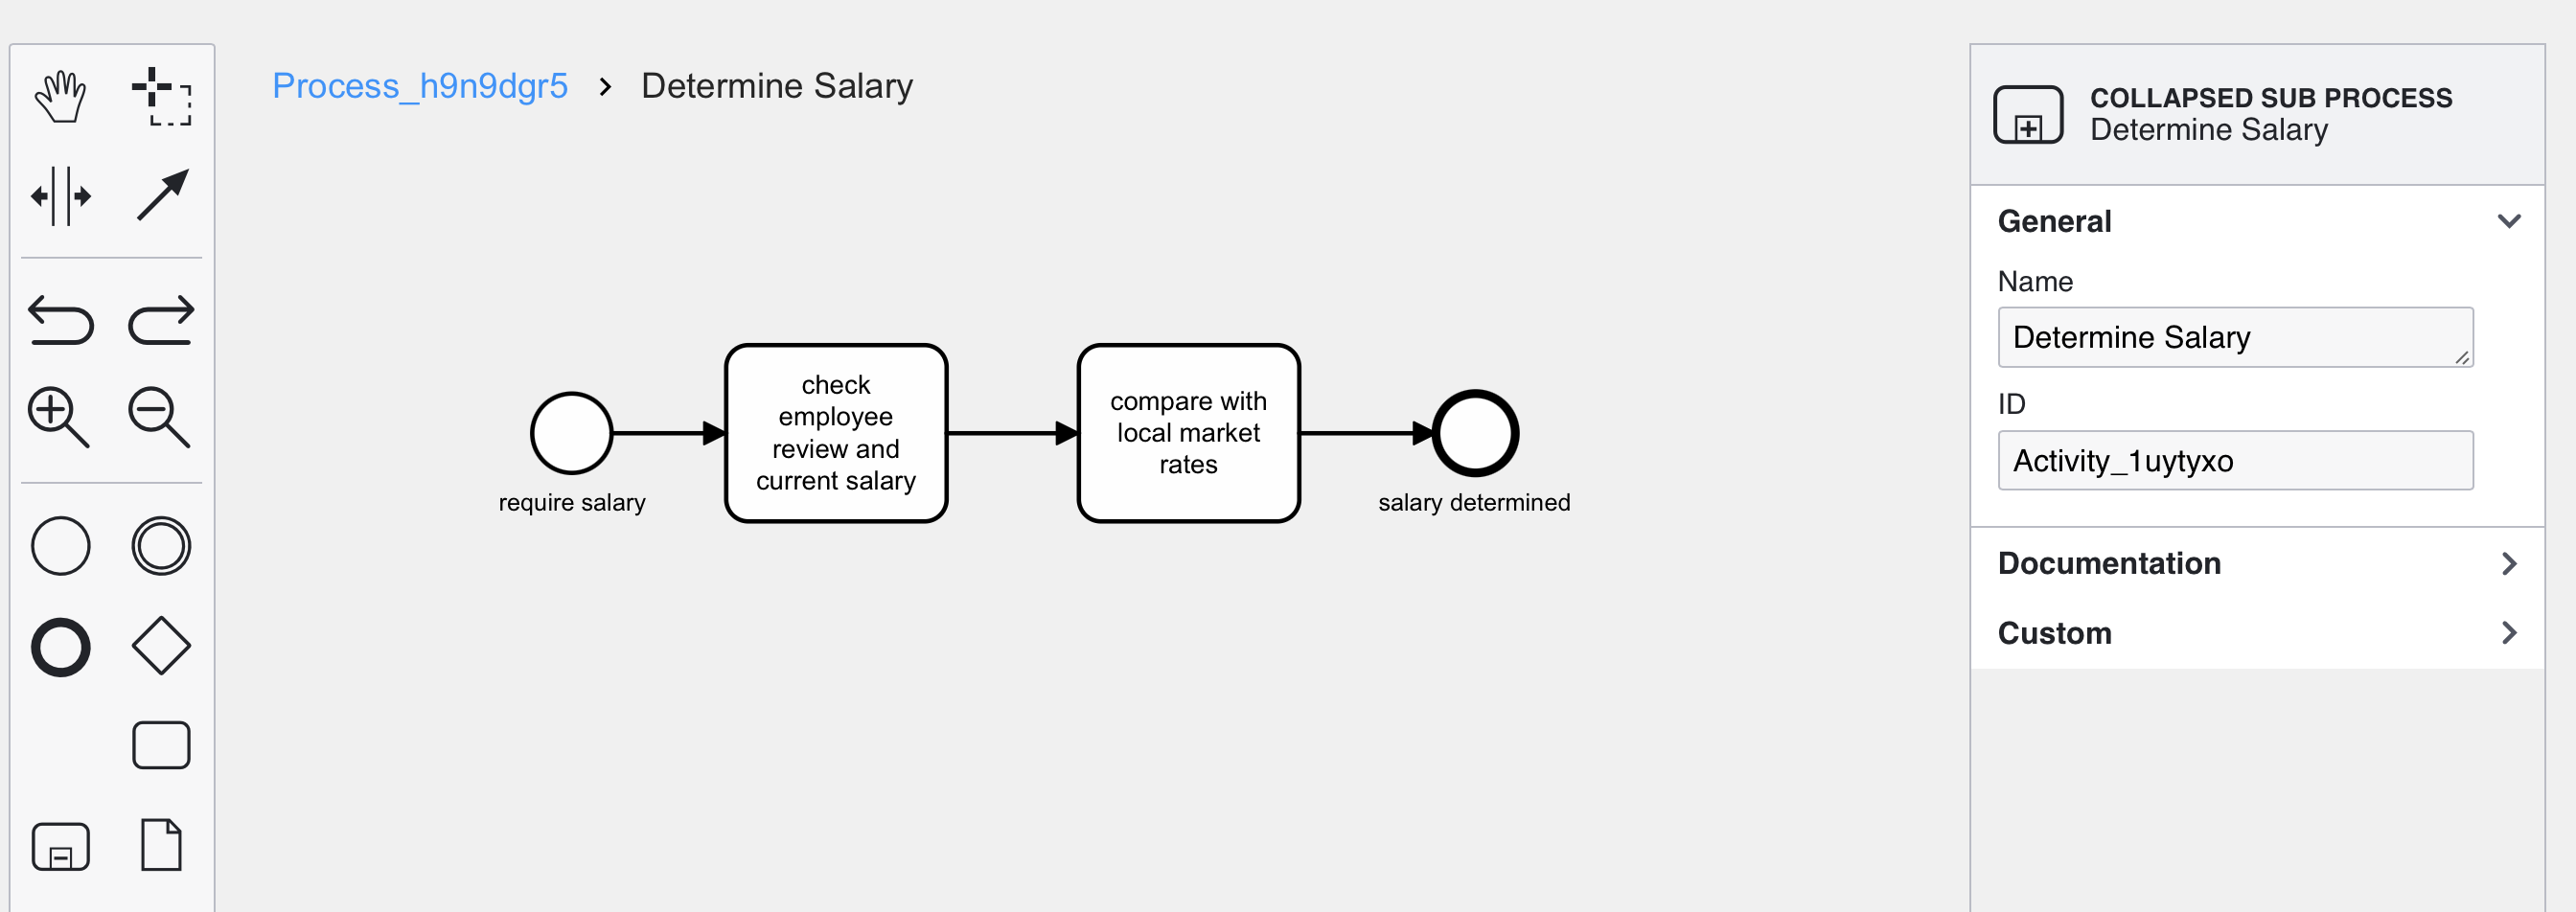 Process_h9n9dgr5 > Determine Salary
COLLAPSED SUB PROCESS
Determine Salary
General
Name
Determine Salary
ID
Activity_1uytyxo
Documentation
Custom
check
employee
review and
current salary
compare with
local market
rates
require salary
salary determined